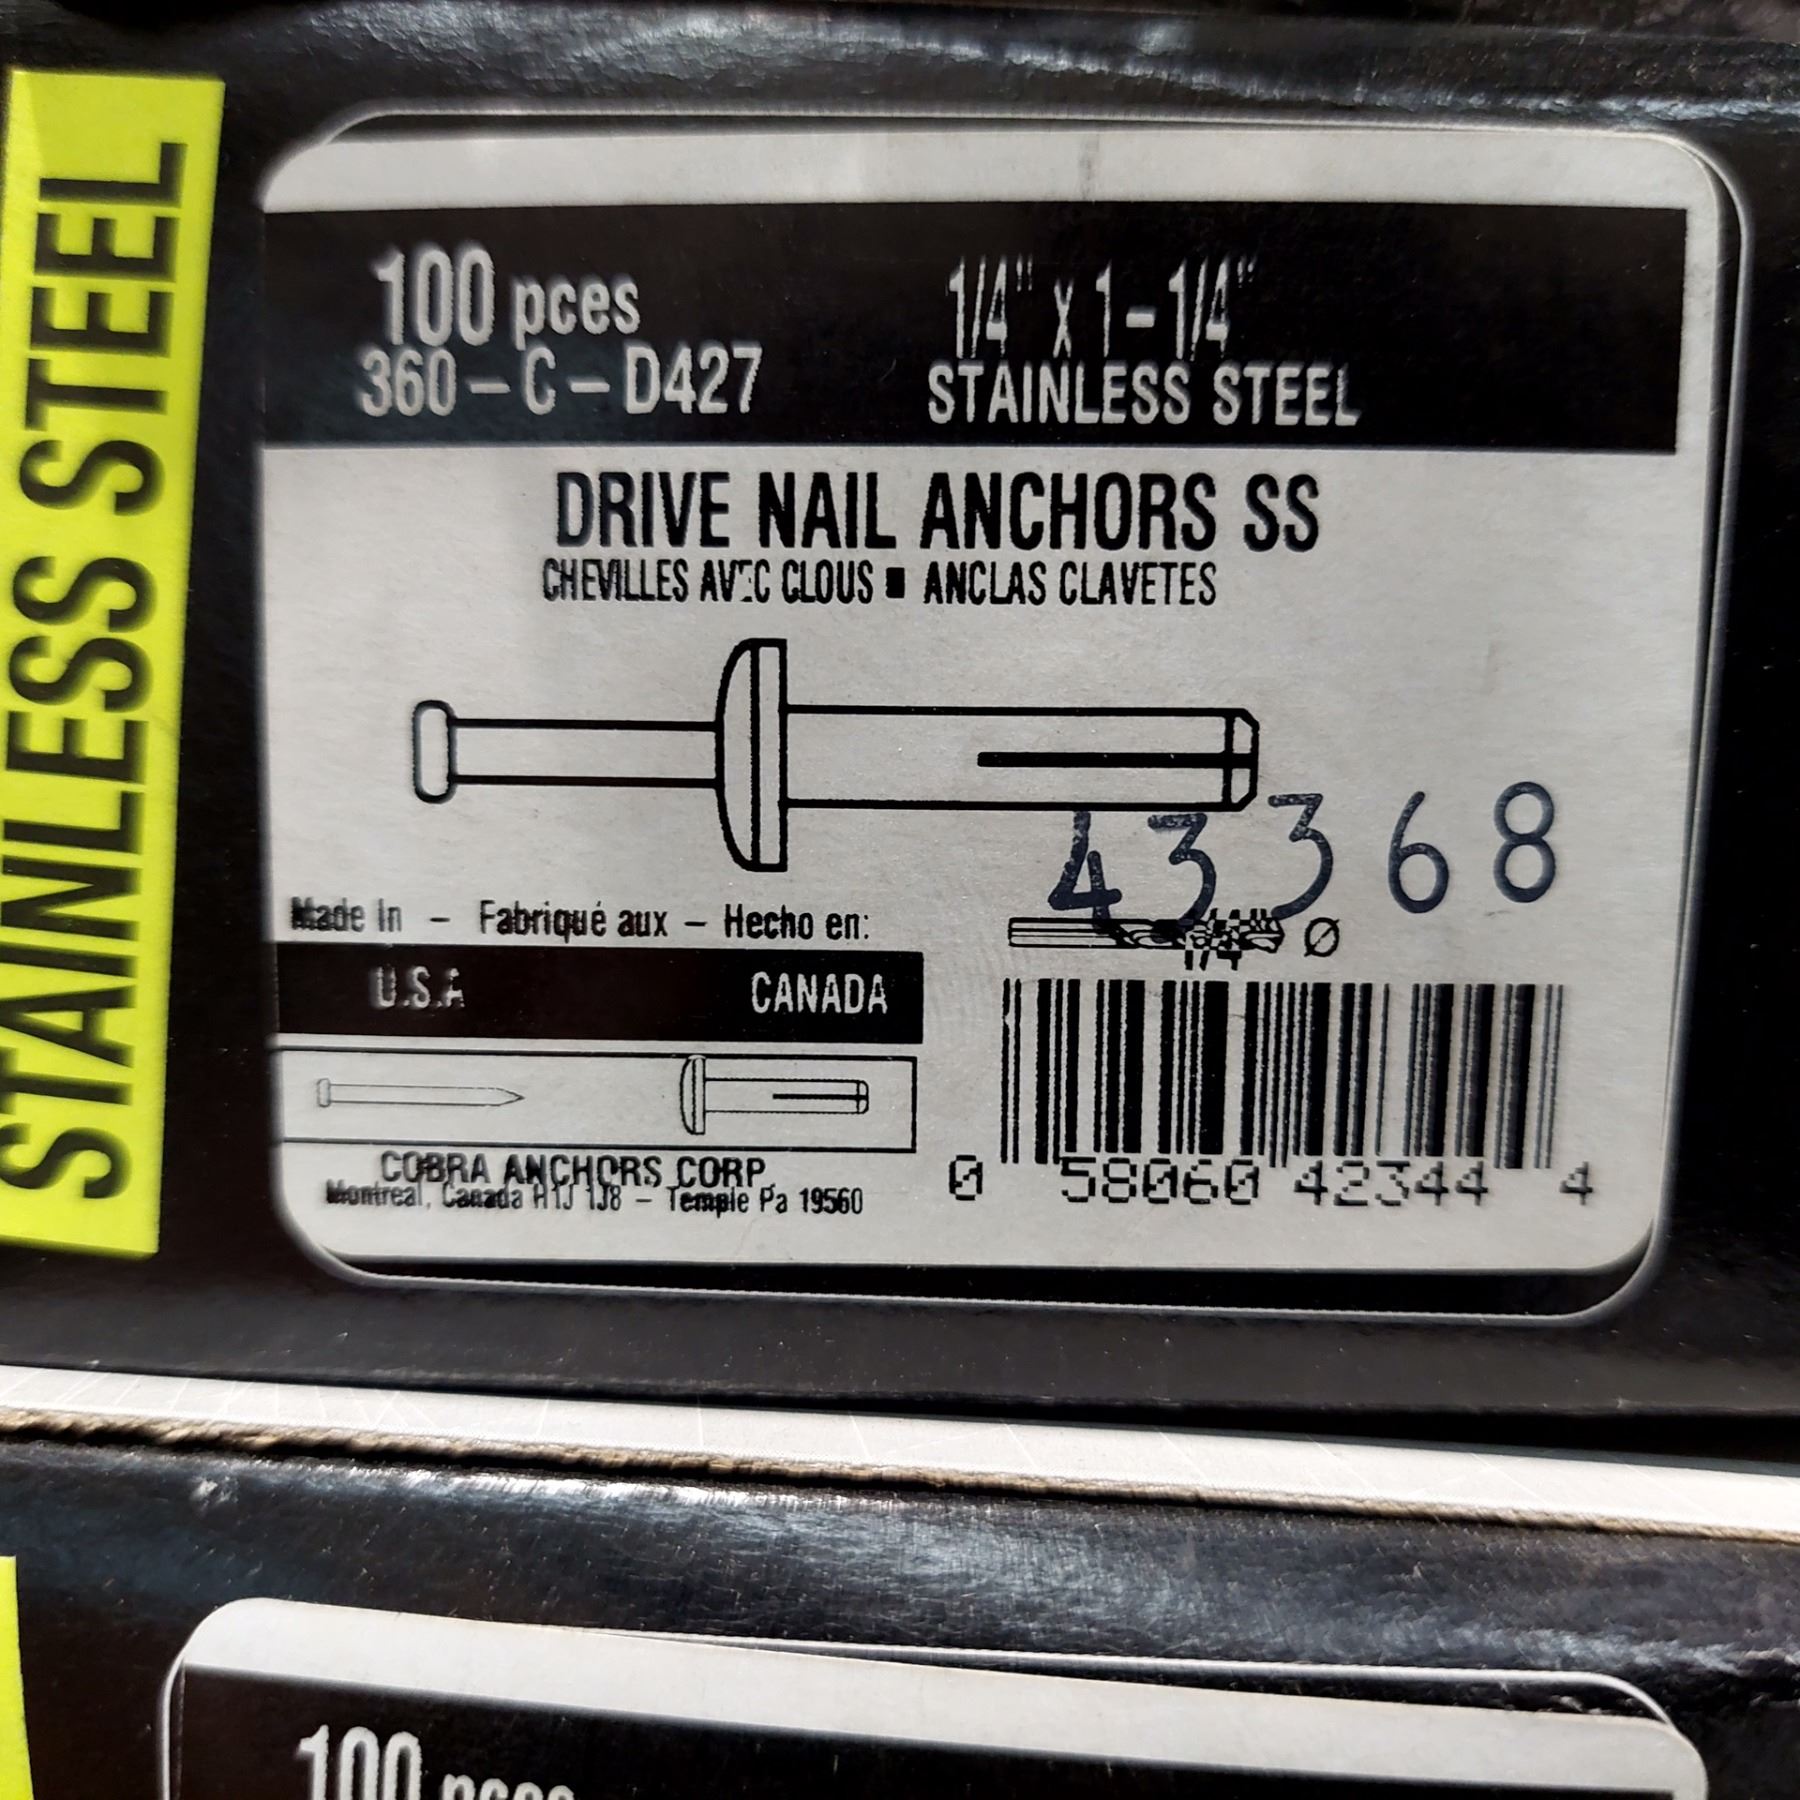 STAINLESS STEEL
100 pces
1/4" x 1-1/4"
360-C-D427
STAINLESS STEEL
DRIVE NAIL ANCHORS SS
CHEVILLES AVEC CLOUS ■ ANCLAS CLAVETES
43368
Made In - Fabriqué aux - Hecho en:
1/4 Ø
U.S.A
CANADA
COBRA ANCHORS CORP.
Montreal, Canada H1J 1J8 - Temple Pa 19560
0 58060 42344 4
100 pces